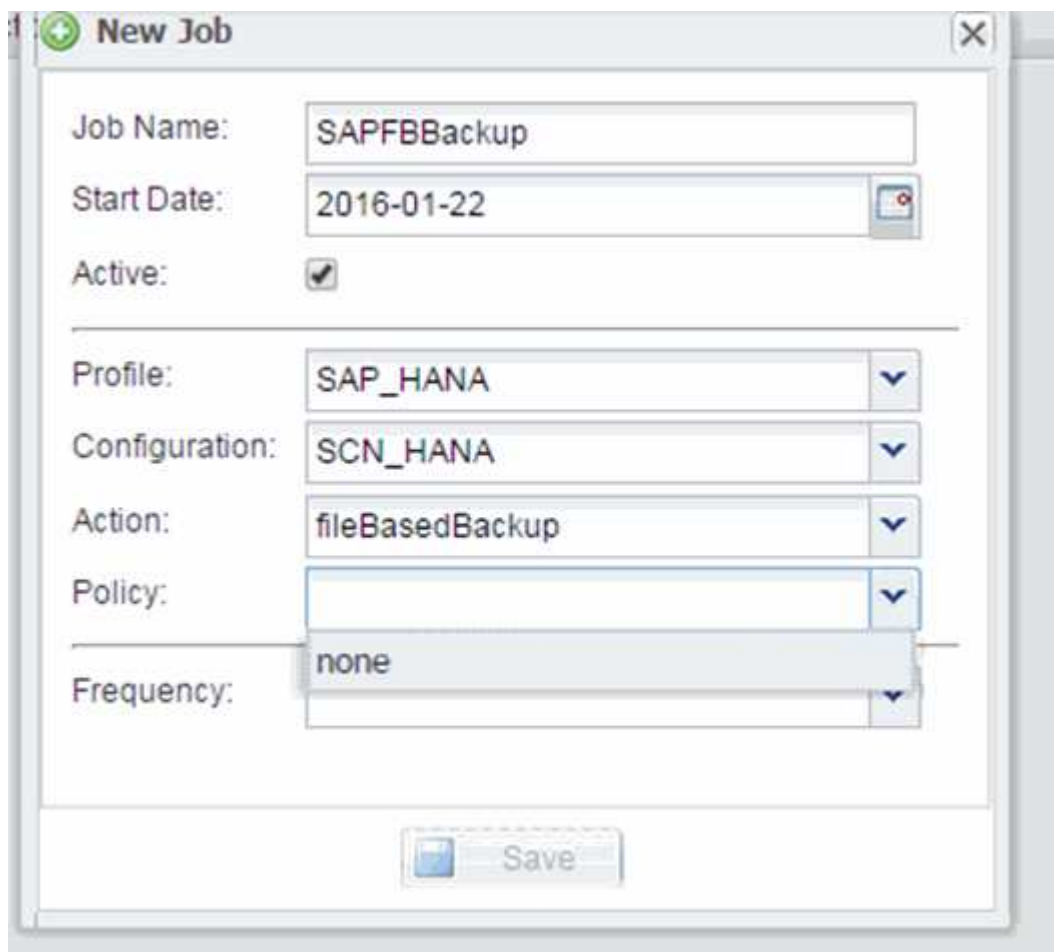 New Job
Job Name: SAPFBBackup
Start Date: 2016-01-22
Active:
Profile: SAP_HANA
Configuration: SCN_HANA
Action: fileBasedBackup
Policy:
none
Frequency:
Save